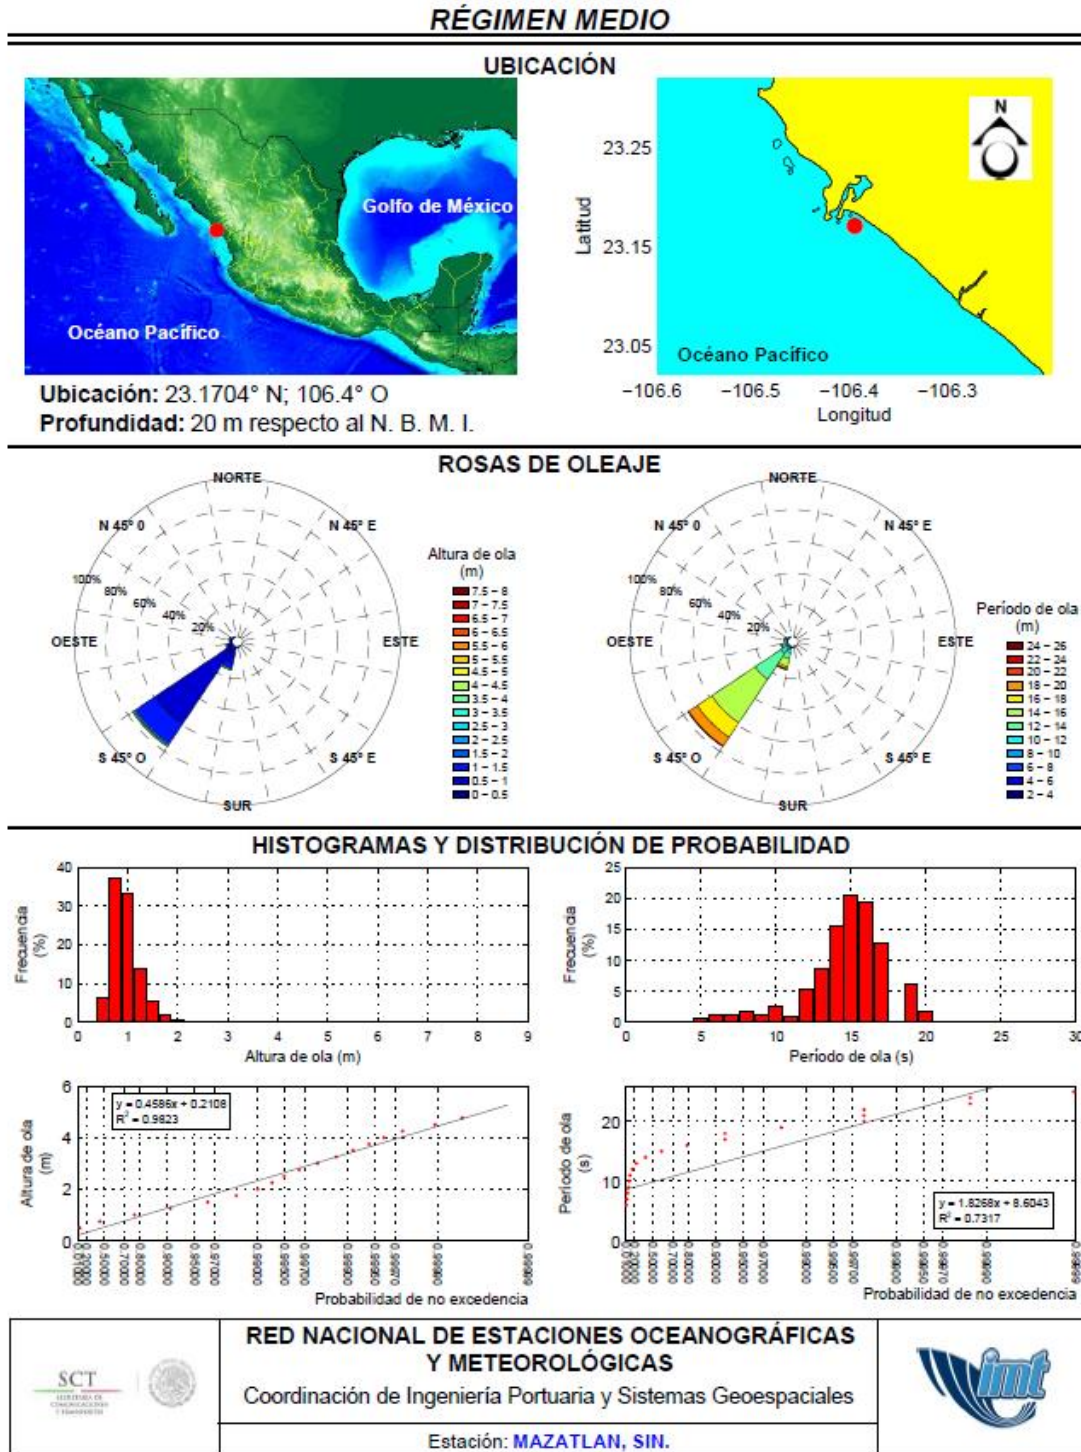 RÉGIMEN MEDIO
UBICACIÓN
Golfo de México
Océano Pacífico
Ubicación: 23.1704° N; 106.4° O
Profundidad: 20 m respecto al N. B. M. I.
N
Latitud
23.25
23.15
23.05
Océano Pacífico
−106.6 −106.5 −106.4 −106.3
Longitud
ROSAS DE OLEAJE
NORTE
N 45° 0
N 45° E
100%
80%
60%
40%
20%
OESTE
ESTE
S 45° O
S 45° E
SUR
Altura de ola
(m)
7.5 – 8
7 – 7.5
6.5 – 7
6 – 6.5
5.5 – 6
5 – 5.5
4.5 – 5
4 – 4.5
3.5 – 4
3 – 3.5
2.5 – 3
2 – 2.5
1.5 – 2
1 – 1.5
0.5 – 1
0 – 0.5
NORTE
N 45° 0
N 45° E
100%
80%
60%
40%
20%
OESTE
ESTE
S 45° O
S 45° E
SUR
Período de ola
(m)
24 – 26
22 – 24
20 – 22
18 – 20
16 – 18
14 – 16
12 – 14
10 – 12
8 – 10
6 – 8
4 – 6
2 – 4
HISTOGRAMAS Y DISTRIBUCIÓN DE PROBABILIDAD
Frecuencia
(%)
40
30
20
10
0
0 1 2 3 4 5 6 7 8 9
Altura de ola (m)
Frecuencia
(%)
25
20
15
10
5
0
0 5 10 15 20 25 30
Período de ola (s)
Altura de ola
(m)
6
4
2
0
y = 0.4586x + 0.2108
R² = 0.9823
Probabilidad de no excedencia
Período de ola
(s)
20
10
0
y = 1.8268x + 8.6043
R² = 0.7317
Probabilidad de no excedencia
SCT
RED NACIONAL DE ESTACIONES OCEANOGRÁFICAS
Y METEOROLÓGICAS
Coordinación de Ingeniería Portuaria y Sistemas Geoespaciales
Estación: MAZATLAN, SIN.
imt